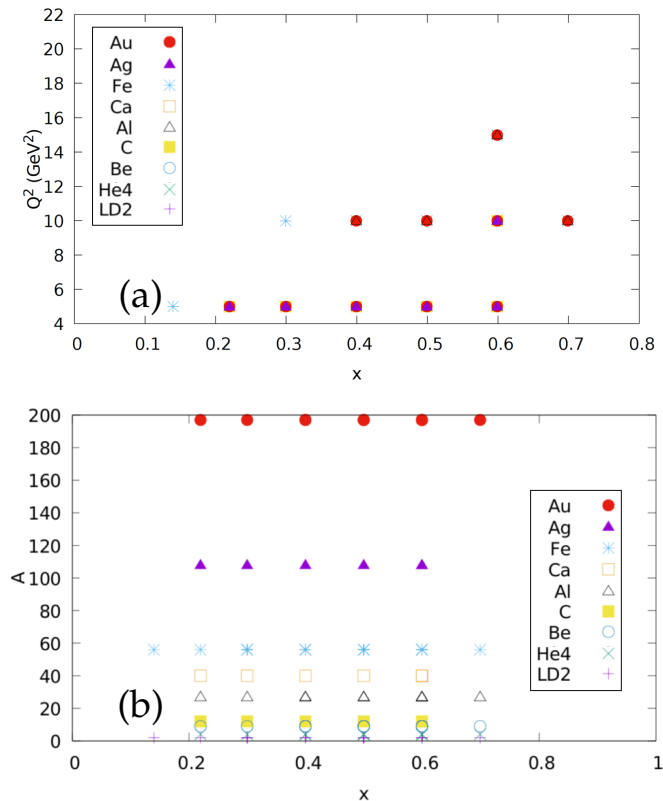 22
20
18
16
14
12
10
8
6
4
Q² (GeV²)
Au
Ag
Fe
Ca
Al
C
Be
He4
LD2
(a)
0 0.1 0.2 0.3 0.4 0.5 0.6 0.7 0.8
x
200
180
160
140
120
100
80
60
40
20
0
A
Au
Ag
Fe
Ca
Al
C
Be
He4
LD2
(b)
0 0.2 0.4 0.6 0.8 1
x